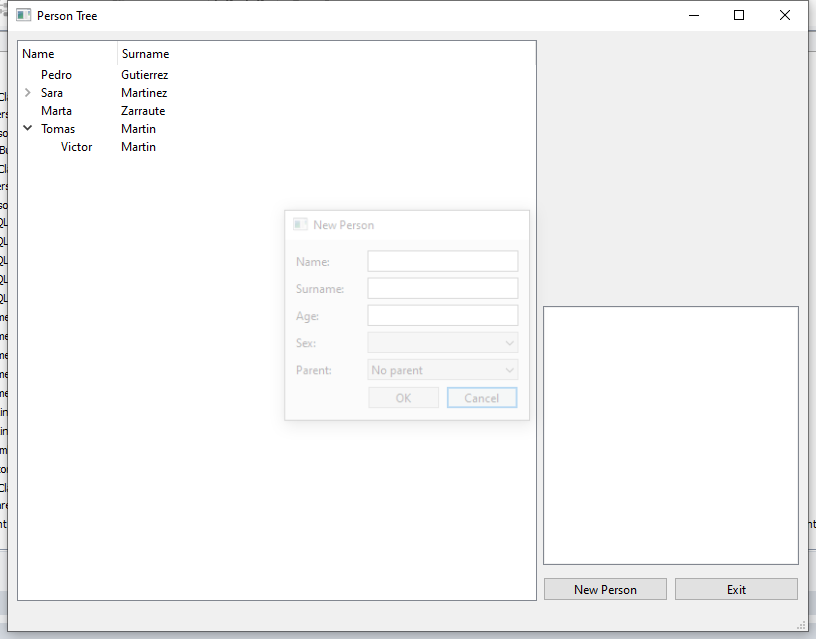 Person Tree
Name Surname
Pedro Gutierrez
Sara Martinez
Marta Zarraute
Tomas Martin
Victor Martin
New Person
Name:
Surname:
Age:
Sex:
Parent: No parent
OK Cancel
New Person Exit